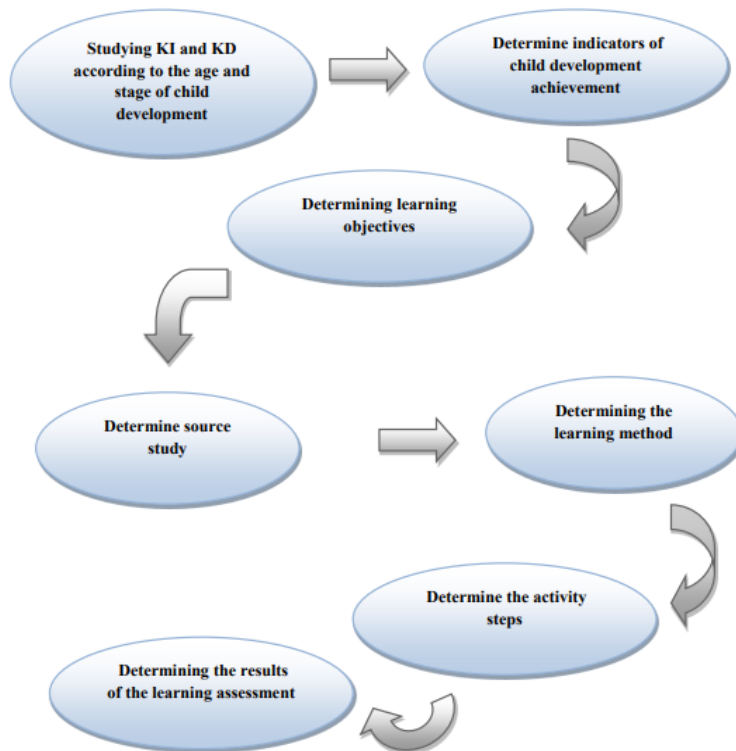 Studying KI and KD
according to the age and
stage of child
development
Determine indicators of
child development
achievement
Determining learning
objectives
Determine source
study
Determining the
learning method
Determine the activity
steps
Determining the results
of the learning assessment